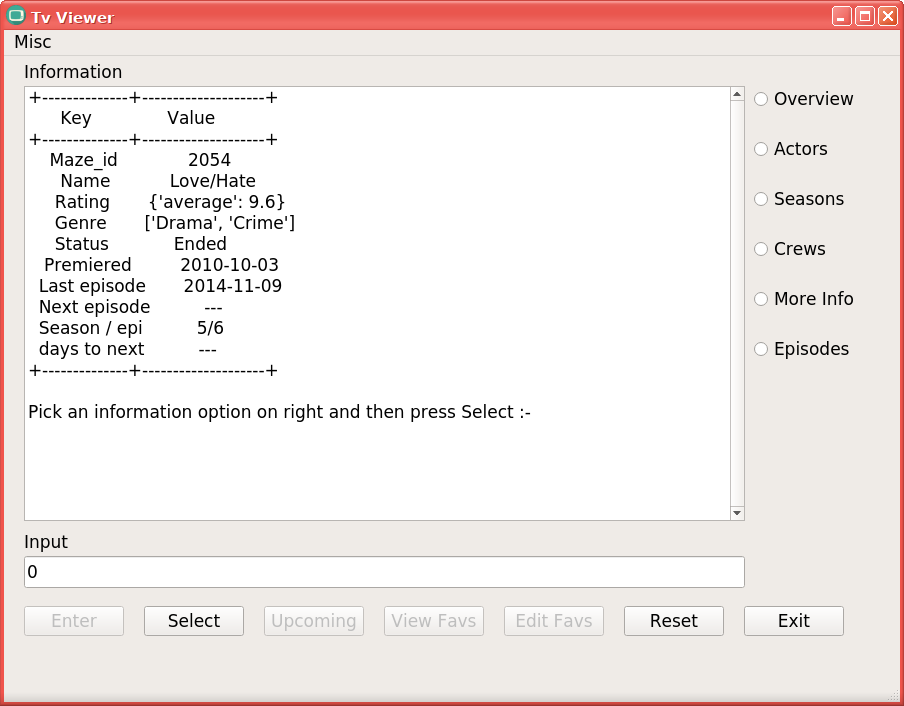 Tv Viewer
Misc
Information
+--------------+--------------------+
Key Value
+--------------+--------------------+
Maze_id 2054
Name Love/Hate
Rating {'average': 9.6}
Genre ['Drama', 'Crime']
Status Ended
Premiered 2010-10-03
Last episode 2014-11-09
Next episode ---
Season / epi 5/6
days to next ---
+--------------+--------------------+
Pick an information option on right and then press Select :-
Overview
Actors
Seasons
Crews
More Info
Episodes
Input
0
Enter Select Upcoming View Favs Edit Favs Reset Exit